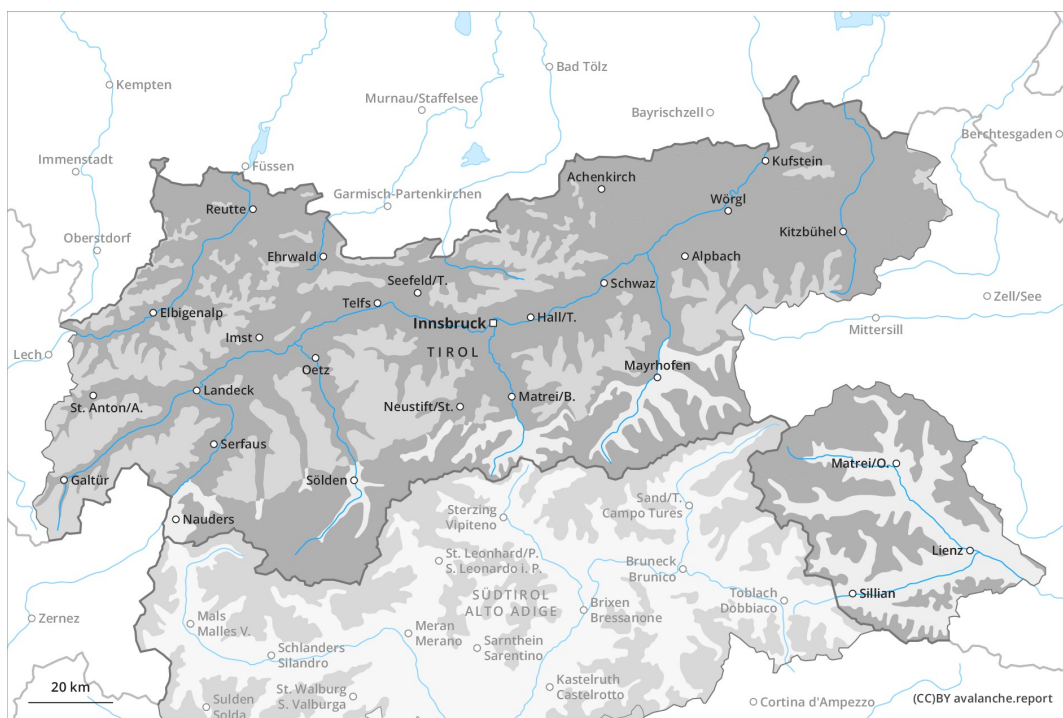 Kempten
Bad Tölz
Murnau/Staffelsee
Bayrischzell
Berchtesgaden
Immenstadt
Füssen
Garmisch-Partenkirchen
Achenkirch
Kufstein
Reutte
Wörgl
Oberstdorf
Ehrwald
Kitzbühel
Seefeld/T.
Alpbach
Schwaz
Zell/See
Telfs
Elbigenalp
Innsbruck
Hall/T.
Mittersill
Imst
TIROL
Lech
Oetz
Mayrhofen
Landeck
St. Anton/A.
Neustift/St.
Matrei/B.
Serfaus
Matrei/O.
Galtür
Sölden
Sand/T.
Campo Tures
Nauders
Sterzing
Vipiteno
Lienz
St. Leonhard/P.
S. Leonardo i. P.
Bruneck
Brunico
SÜDTIROL
ALTO ADIGE
Sillian
Toblach
Dobbiaco
Brixen
Bressanone
Zernez
Mals
Malles V.
Meran
Merano
Sarnthein
Sarentino
Schlanders
Silandro
Kastelruth
Castelrotto
20 km
St. Walburg
S. Valburga
Sulden
Solda
Cortina d'Ampezzo
(CC)BY avalanche.report